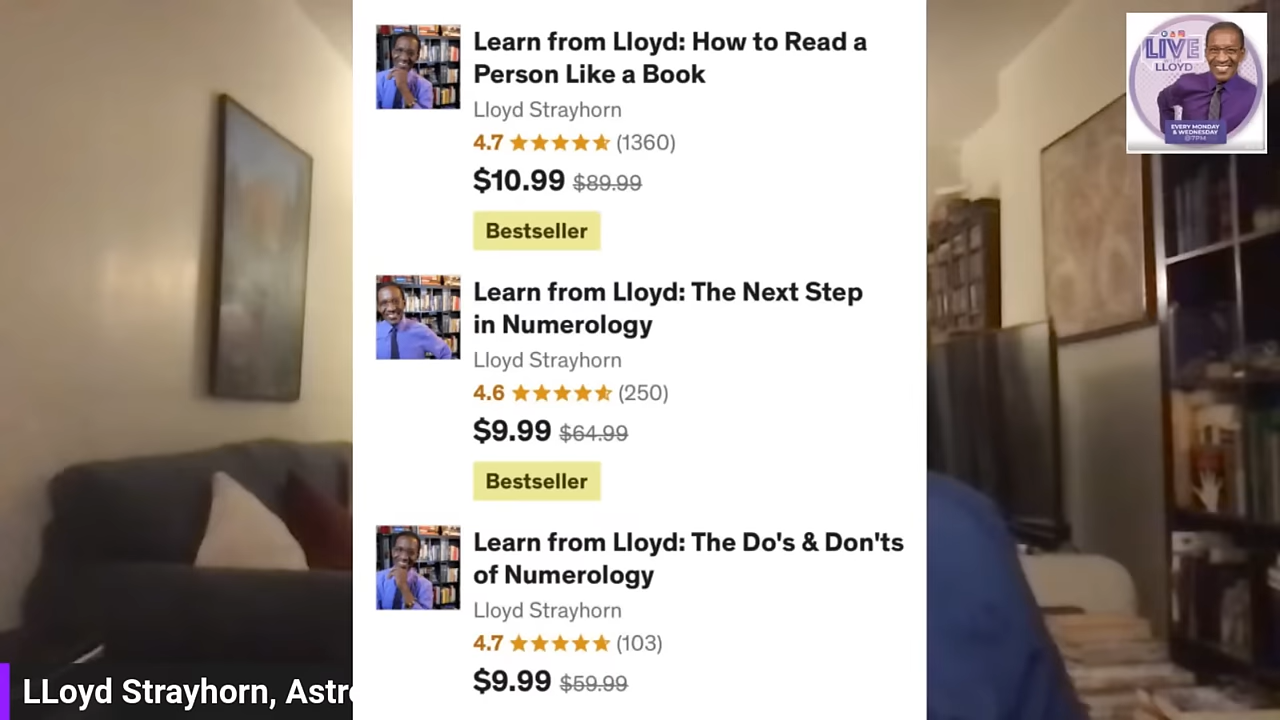 Learn from Lloyd: How to Read a
Person Like a Book
Lloyd Strayhorn
4.7 (1360)
$10.99 $89.99
Bestseller
Learn from Lloyd: The Next Step
in Numerology
Lloyd Strayhorn
4.6 (250)
$9.99 $64.99
Bestseller
Learn from Lloyd: The Do's & Don'ts
of Numerology
Lloyd Strayhorn
4.7 (103)
$9.99 $59.99
LIVE
LLOYD
EVERY MONDAY
& WEDNESDAY
@7PM
LLoyd Strayhorn, Astr